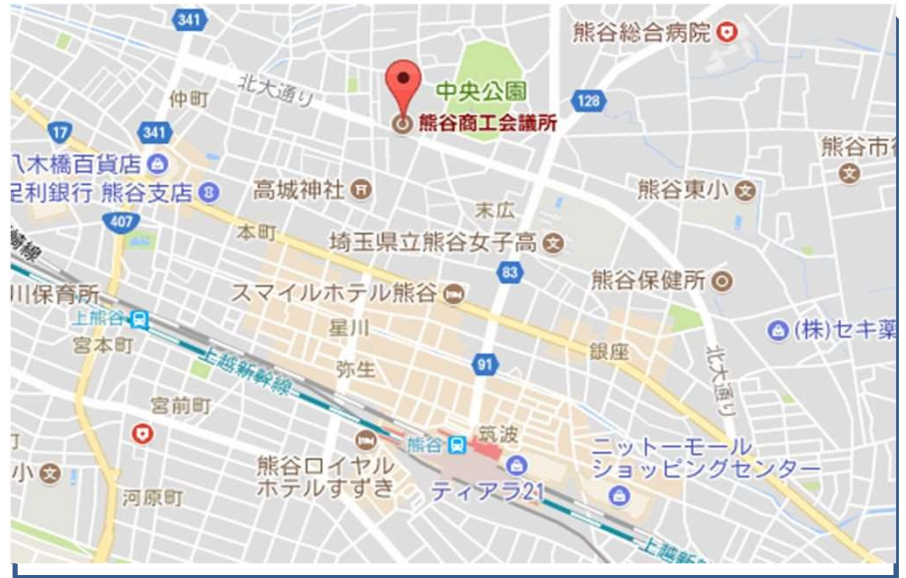 341
熊谷総合病院
北大通り
中央公園
仲町
128
熊谷商工会議所
17
341
熊谷市役
八木橋百貨店
足利銀行 熊谷支店
高城神社
熊谷東小
末広
407
本町
埼玉県立熊谷女子高
崎線
83
熊谷保健所
川保育所
スマイルホテル熊谷
上熊谷
星川
(株)セキ薬
宮本町
銀座
上越新幹線
弥生
91
北大通り
宮前町
熊谷
筑波
ニットーモール
ショッピングセンター
小
熊谷ロイヤル
ホテルすずき
ティアラ21
河原町
上越新